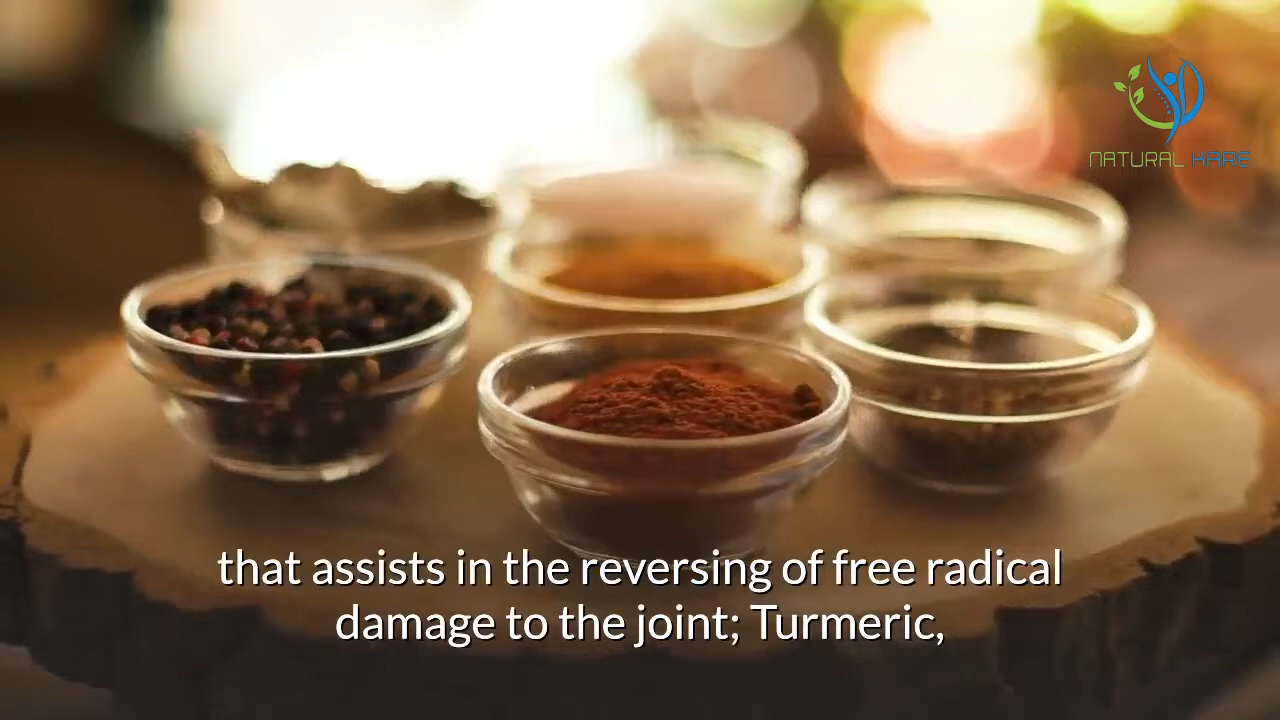 NATURAL KARE
that assists in the reversing of free radical
damage to the joint; Turmeric,